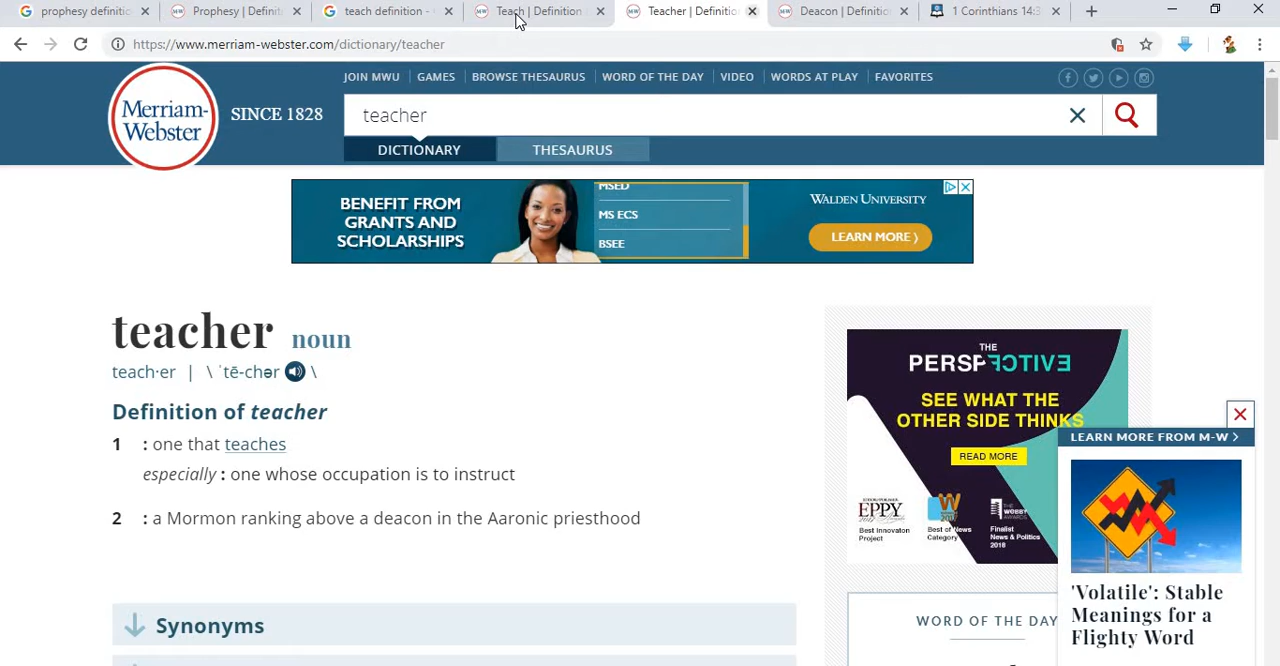 prophesy definitio
Prophesy | Definiti
teach definition -
Teach | Definition
Teacher | Definitio
Deacon | Definitio
1 Corinthians 14:3
https://www.merriam-webster.com/dictionary/teacher
JOIN MWU | GAMES | BROWSE THESAURUS | WORD OF THE DAY | VIDEO | WORDS AT PLAY | FAVORITES
Merriam-
Webster
SINCE 1828
teacher
DICTIONARY
THESAURUS
BENEFIT FROM
GRANTS AND
SCHOLARSHIPS
MSED
MS ECS
BSEE
WALDEN UNIVERSITY
LEARN MORE
teacher noun
teach·er | \ ˈtē-chər \
Definition of teacher
1 : one that teaches
especially : one whose occupation is to instruct
2 : a Mormon ranking above a deacon in the Aaronic priesthood
Synonyms
THE
PERSPECTIVE
SEE WHAT THE
OTHER SIDE THINKS
READ MORE
EPPY
Best Innovation
Project
W
Best of News
Category
THE
WEBBY
AWARDS
Finalist
News & Politics
2018
WORD OF THE DAY
LEARN MORE FROM M-W >
'Volatile': Stable
Meanings for a
Flighty Word